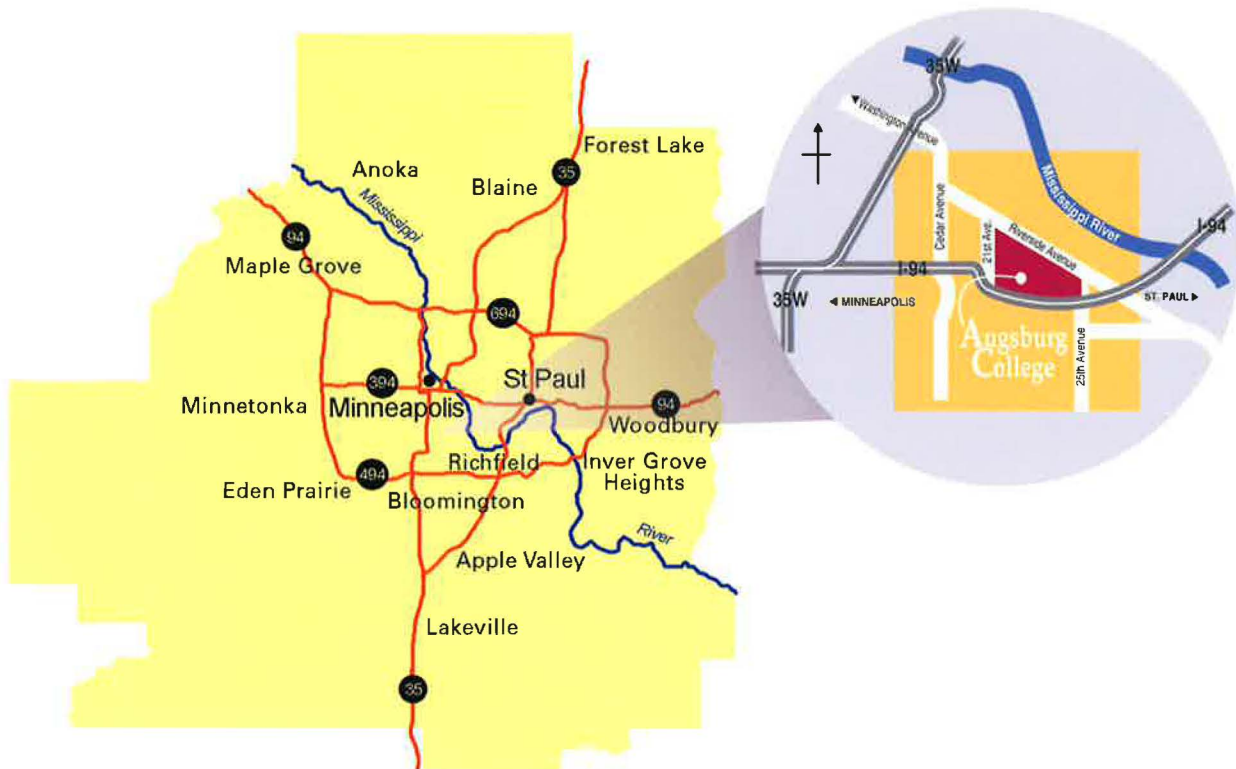 Forest Lake
35
Anoka
Blaine
Mississippi
94
Maple Grove
694
394
St Paul
Minneapolis
Minnetonka
94
Woodbury
Richfield
Inver Grove
Heights
494
Eden Prairie
Bloomington
River
Apple Valley
Lakeville
35
35W
Washington Avenue
Mississippi River
Cedar Avenue
21st Ave.
Riverside Avenue
I-94
I-94
35W
MINNEAPOLIS
ST. PAUL
Augsburg
College
25th Avenue